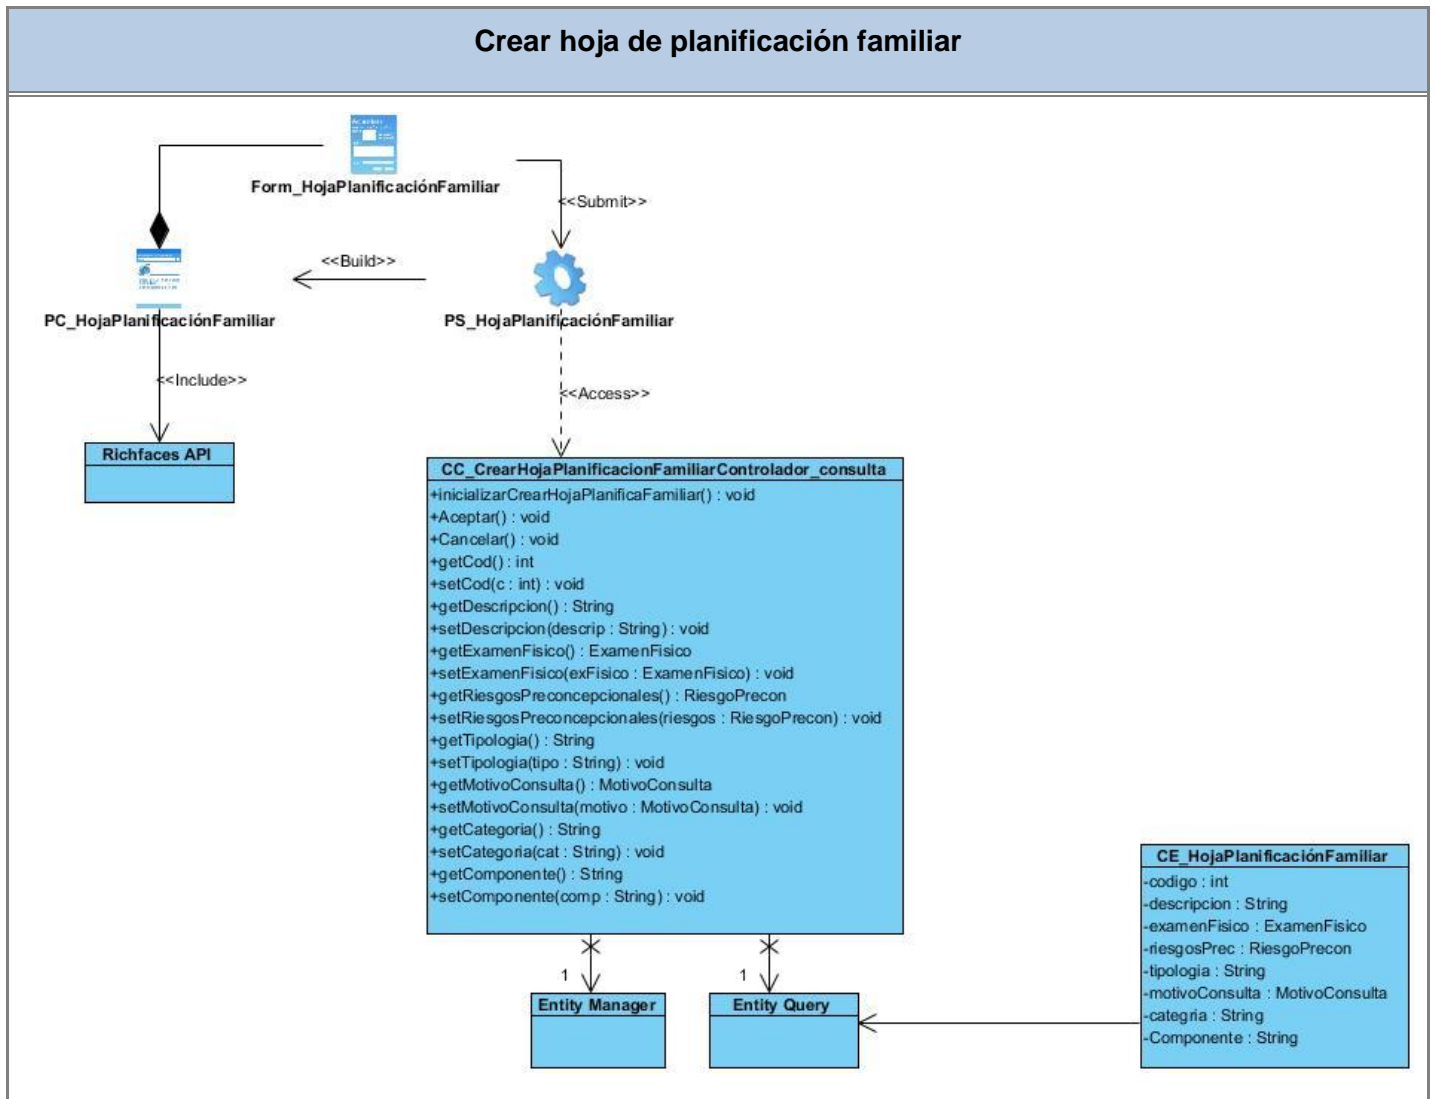 Crear hoja de planificación familiar
Form_HojaPlanificaciónFamiliar
<<Submit>>
<<Build>>
PC_HojaPlanificaciónFamiliar
PS_HojaPlanificaciónFamiliar
<<Include>>
<<Access>>
Richfaces API
CC_CrearHojaPlanificacionFamiliarControlador_consulta
+inicializarCrearHojaPlanificaFamiliar() : void
+Aceptar() : void
+Cancelar() : void
+getCod() : int
+setCod(c : int) : void
+getDescripcion() : String
+setDescripcion(descrip : String) : void
+getExamenFisico() : ExamenFisico
+setExamenFisico(exFisico : ExamenFisico) : void
+getRiesgosPreconcepcionales() : RiesgoPrecon
+setRiesgosPreconcepcionales(riesgos : RiesgoPrecon) : void
+getTipologia() : String
+setTipologia(tipo : String) : void
+getMotivoConsulta() : MotivoConsulta
+setMotivoConsulta(motivo : MotivoConsulta) : void
+getCategoria() : String
+setCategoria(cat : String) : void
+getComponente() : String
+setComponente(comp : String) : void
CE_HojaPlanificaciónFamiliar
-codigo : int
-descripcion : String
-examenFisico : ExamenFisico
-riesgosPrec : RiesgoPrecon
-tipologia : String
-motivoConsulta : MotivoConsulta
-categria : String
-Componente : String
1
1
Entity Manager
Entity Query